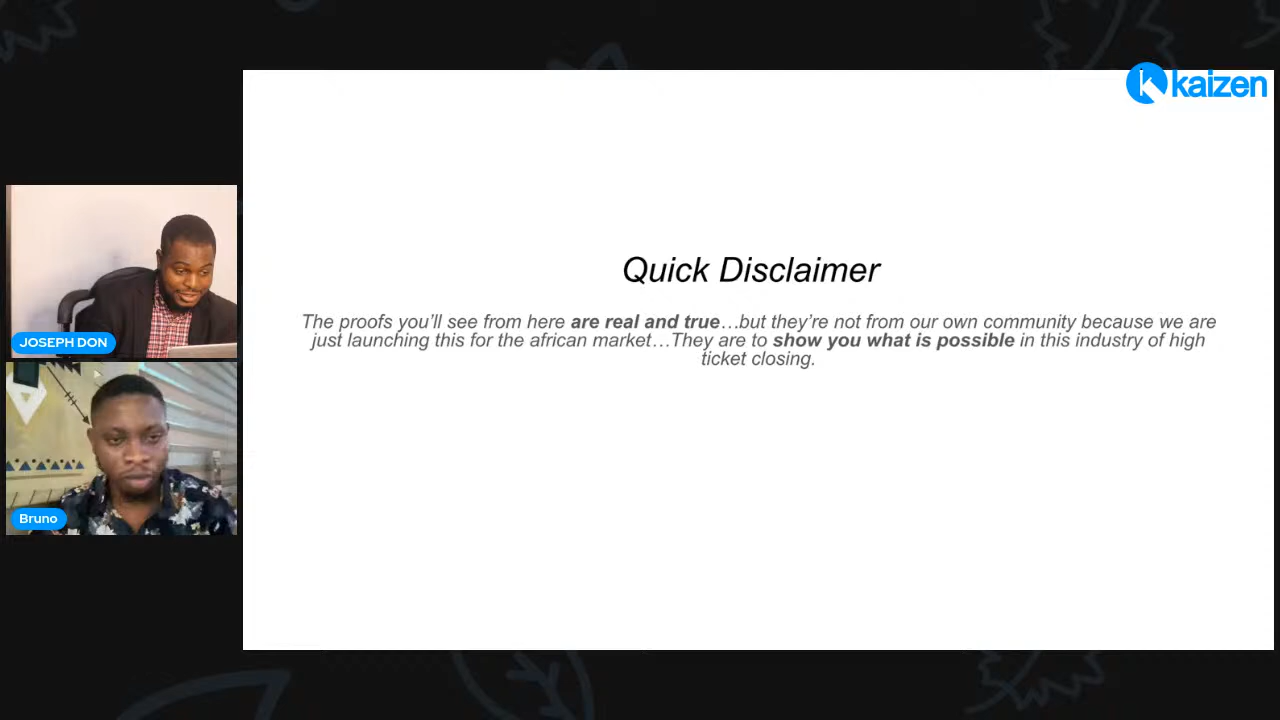 kaizen
Quick Disclaimer
The proofs you'll see from here are real and true…but they're not from our own community because we are
just launching this for the african market…They are to show you what is possible in this industry of high
ticket closing.
JOSEPH DON
Bruno